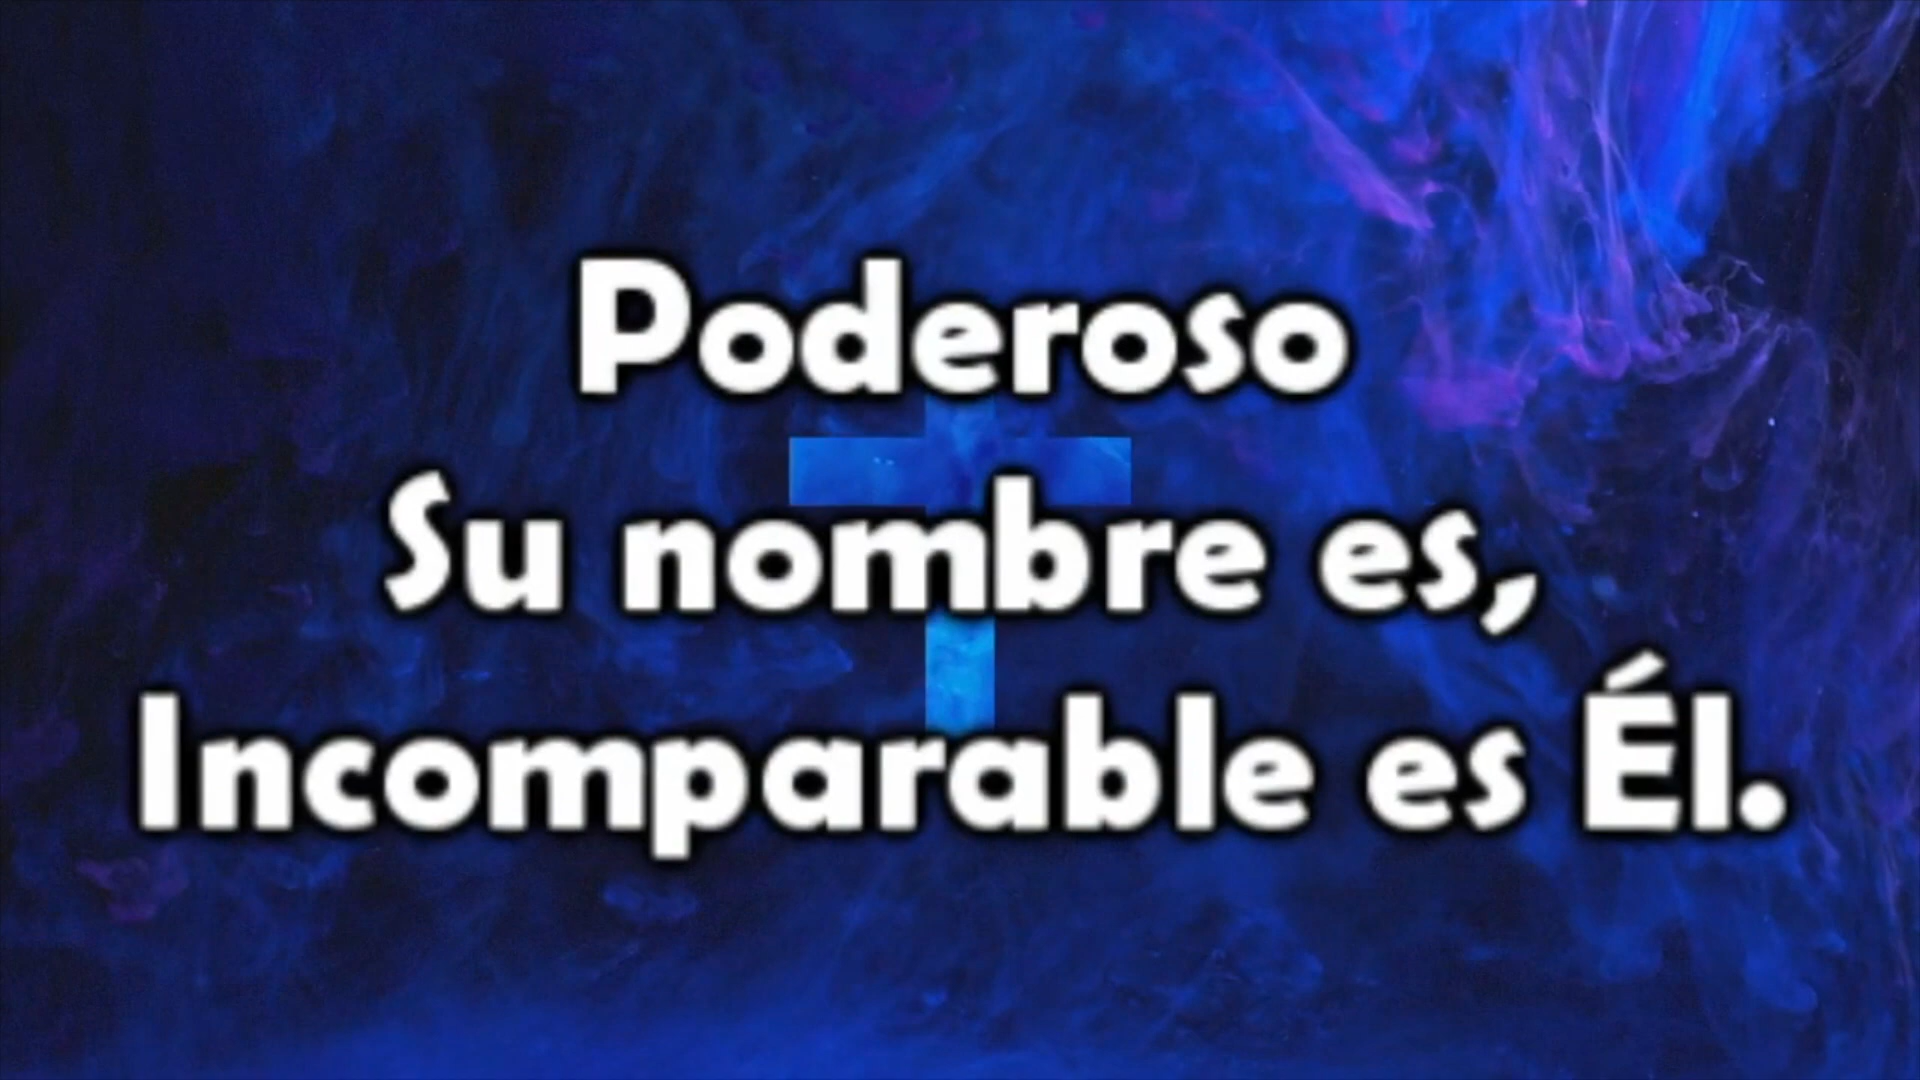 Poderoso
Su nombre es,
Incomparable es Él.